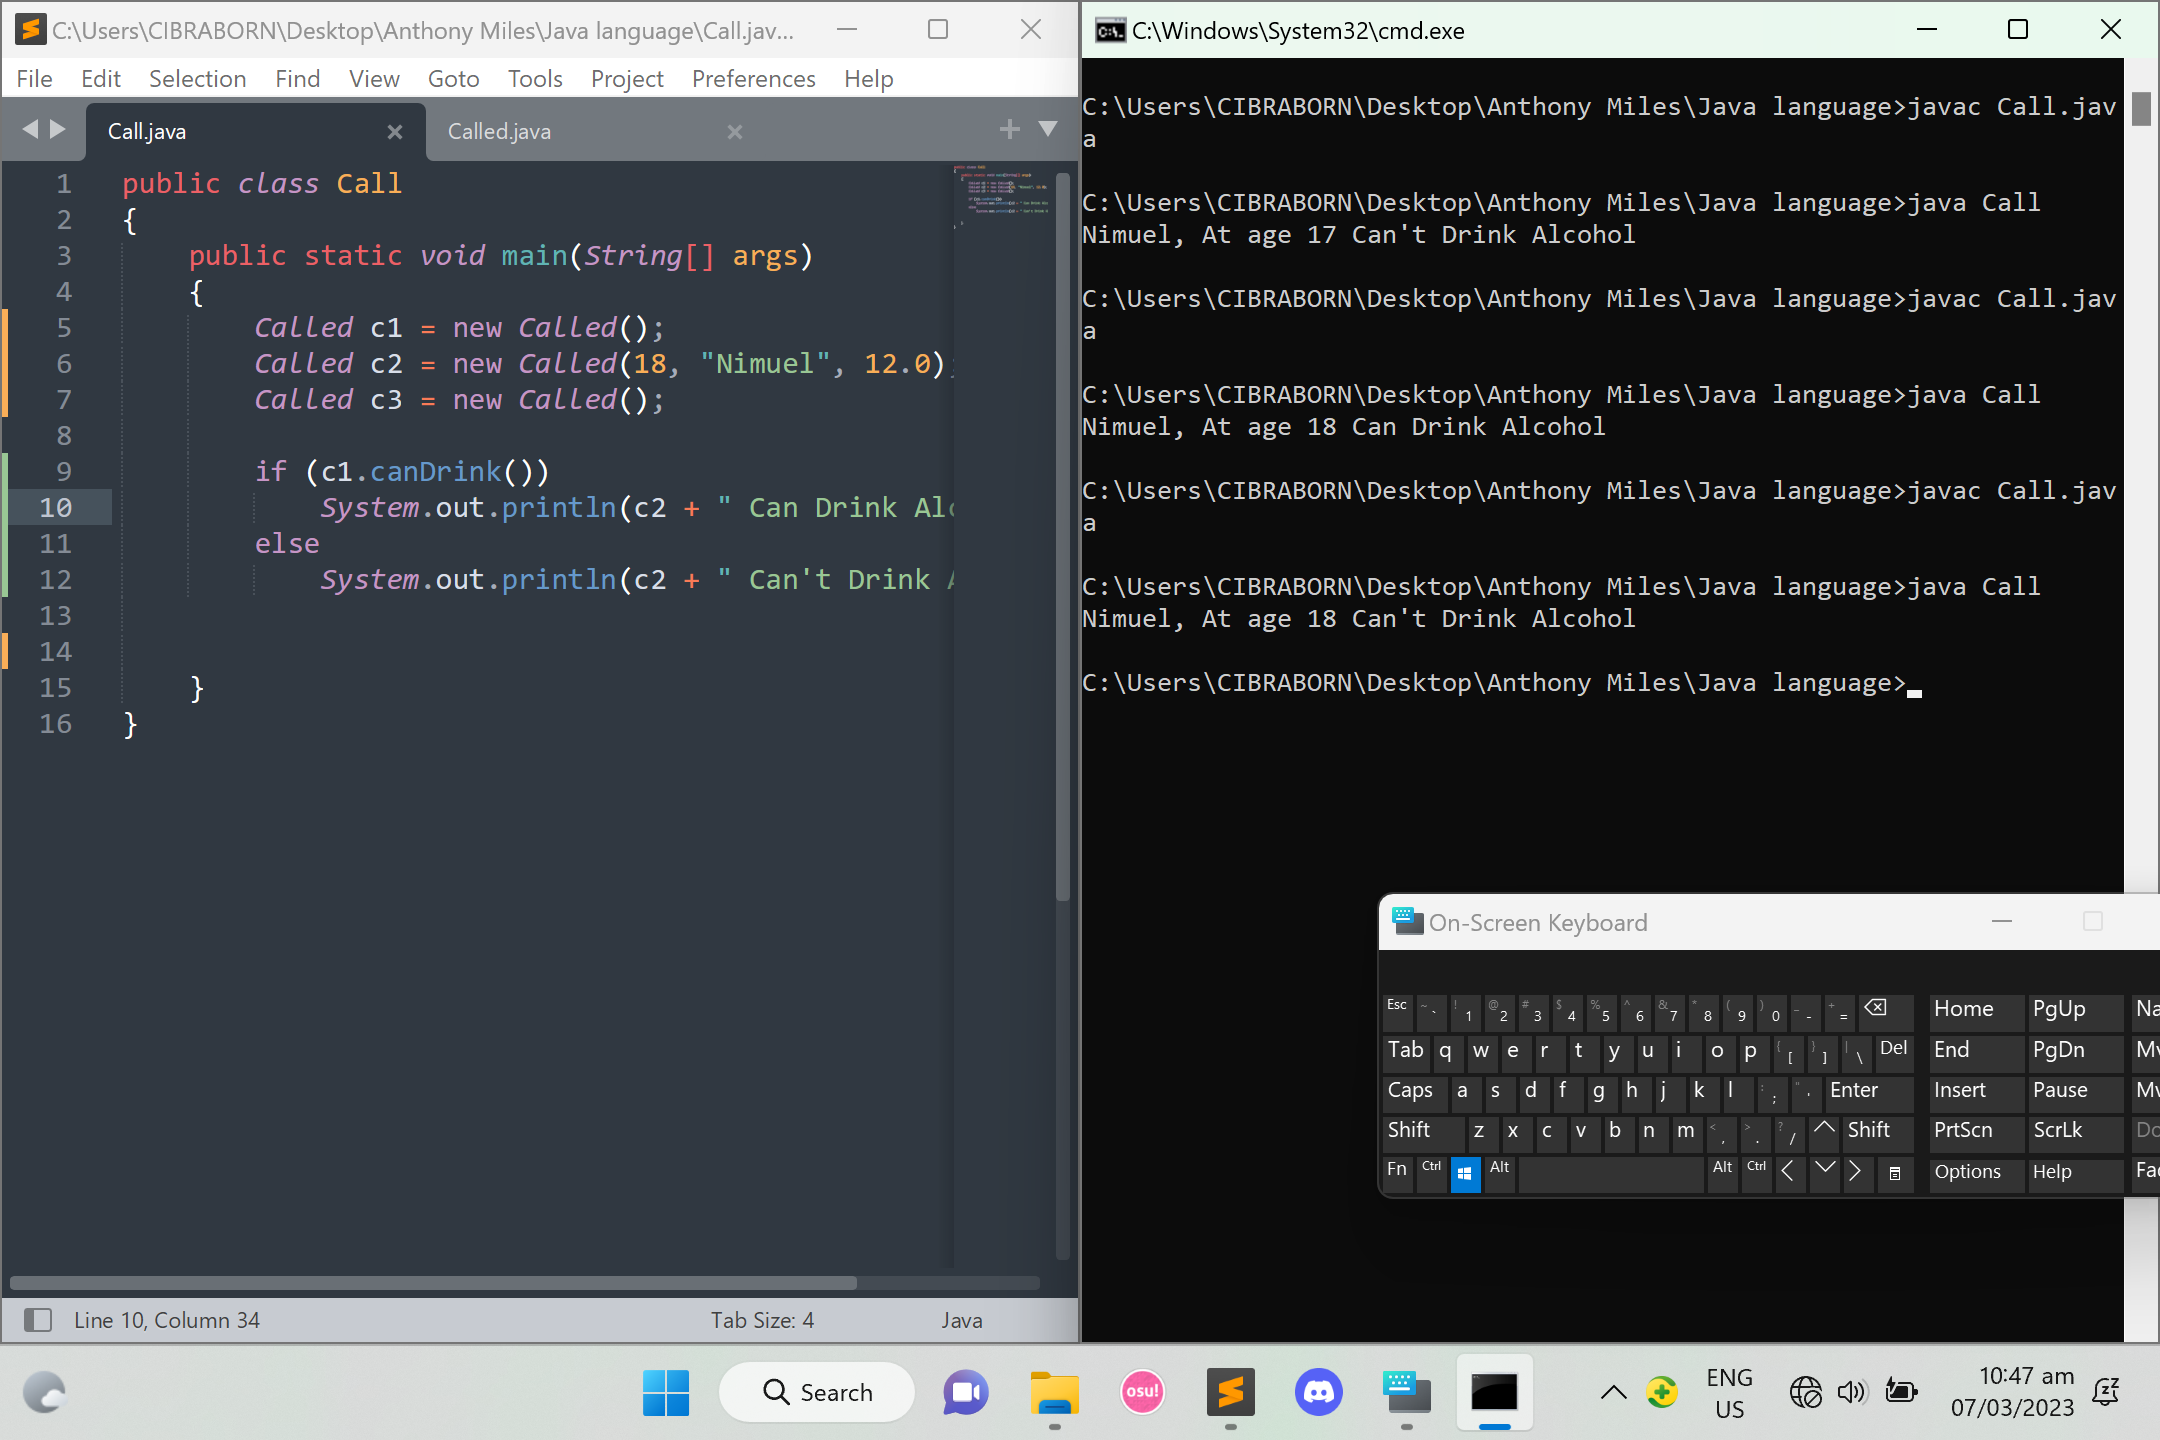 C:\Users\CIBRABORN\Desktop\Anthony Miles\Java language\Call.jav...
File Edit Selection Find View Goto Tools Project Preferences Help
Call.java
Called.java
1 public class Call
2 {
3 public static void main(String[] args)
4 {
5 Called c1 = new Called();
6 Called c2 = new Called(18, "Nimuel", 12.0);
7 Called c3 = new Called();
8
9 if (c1.canDrink())
10 System.out.println(c2 + " Can Drink Alc
11 else
12 System.out.println(c2 + " Can't Drink A
13
14
15 }
16 }
Line 10, Column 34
Tab Size: 4
Java
C:\Windows\System32\cmd.exe
C:\Users\CIBRABORN\Desktop\Anthony Miles\Java language>javac Call.jav
a
C:\Users\CIBRABORN\Desktop\Anthony Miles\Java language>java Call
Nimuel, At age 17 Can't Drink Alcohol
C:\Users\CIBRABORN\Desktop\Anthony Miles\Java language>javac Call.jav
a
C:\Users\CIBRABORN\Desktop\Anthony Miles\Java language>java Call
Nimuel, At age 18 Can Drink Alcohol
C:\Users\CIBRABORN\Desktop\Anthony Miles\Java language>javac Call.jav
a
C:\Users\CIBRABORN\Desktop\Anthony Miles\Java language>java Call
Nimuel, At age 18 Can't Drink Alcohol
C:\Users\CIBRABORN\Desktop\Anthony Miles\Java language>
On-Screen Keyboard
Esc ~ ` ! 1 @ 2 # 3 $ 4 % 5 ^ 6 & 7 * 8 ( 9 ) 0 _ - + = Home PgUp Na
Tab q w e r t y u i o p { [ } ] | \ Del End PgDn Mv
Caps a s d f g h j k l : ; " ' Enter Insert Pause Mv
Shift z x c v b n m < , > . ? / Shift PrtScn ScrLk Do
Fn Ctrl Alt Alt Ctrl Options Help Fad
Search
osu!
ENG
US
10:47 am
07/03/2023